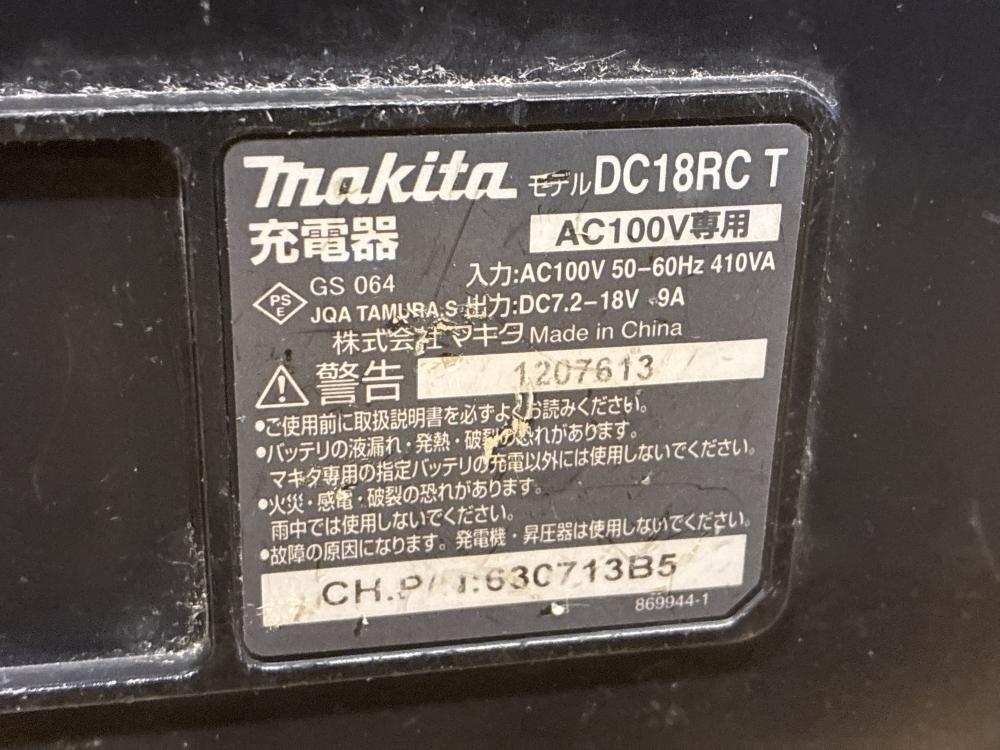 makita モデル DC18RC T
充電器 AC100V専用
PS E GS 064 入力:AC100V 50-60Hz 410VA
JQA TAMURA.S 出力:DC7.2-18V 9A
株式会社マキタ Made in China
警告 1207613
•ご使用前に取扱説明書を必ずよくお読みください。
•バッテリの液漏れ・発熱・破裂の恐れがあります。
マキタ専用の指定バッテリの充電以外には使用しないでください。
•火災・感電・破裂の恐れがあります。
雨中では使用しないでください。
•故障の原因になります。発電機・昇圧器は使用しないでください。
CH.P/N:630713B5
869944-1